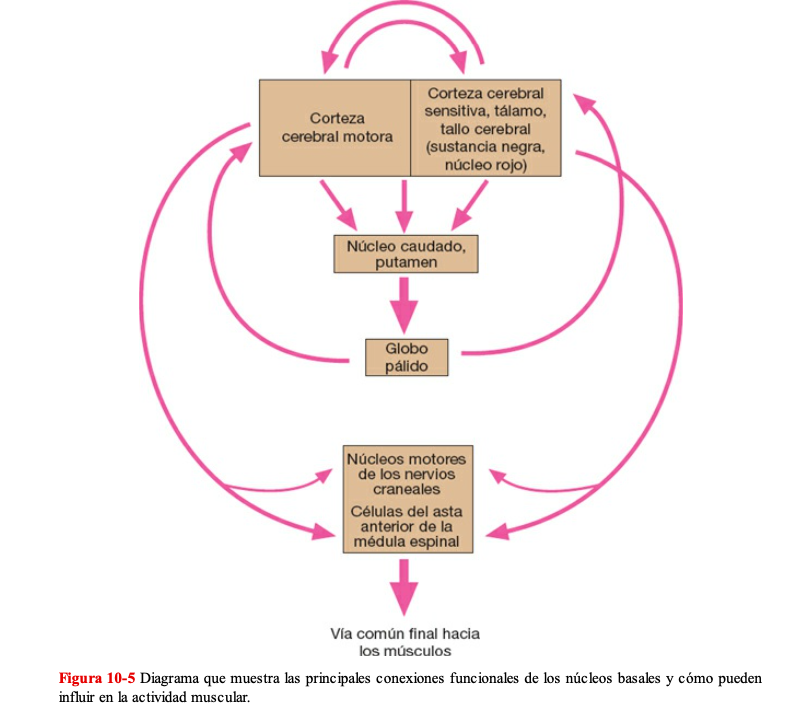 Corteza
cerebral motora
Corteza cerebral
sensitiva, tálamo,
tallo cerebral
(sustancia negra,
núcleo rojo)
Núcleo caudado,
putamen
Globo
pálido
Núcleos motores
de los nervios
craneales
Células del asta
anterior de la
médula espinal
Vía común final hacia
los músculos
Figura 10-5 Diagrama que muestra las principales conexiones funcionales de los núcleos basales y cómo pueden
influir en la actividad muscular.